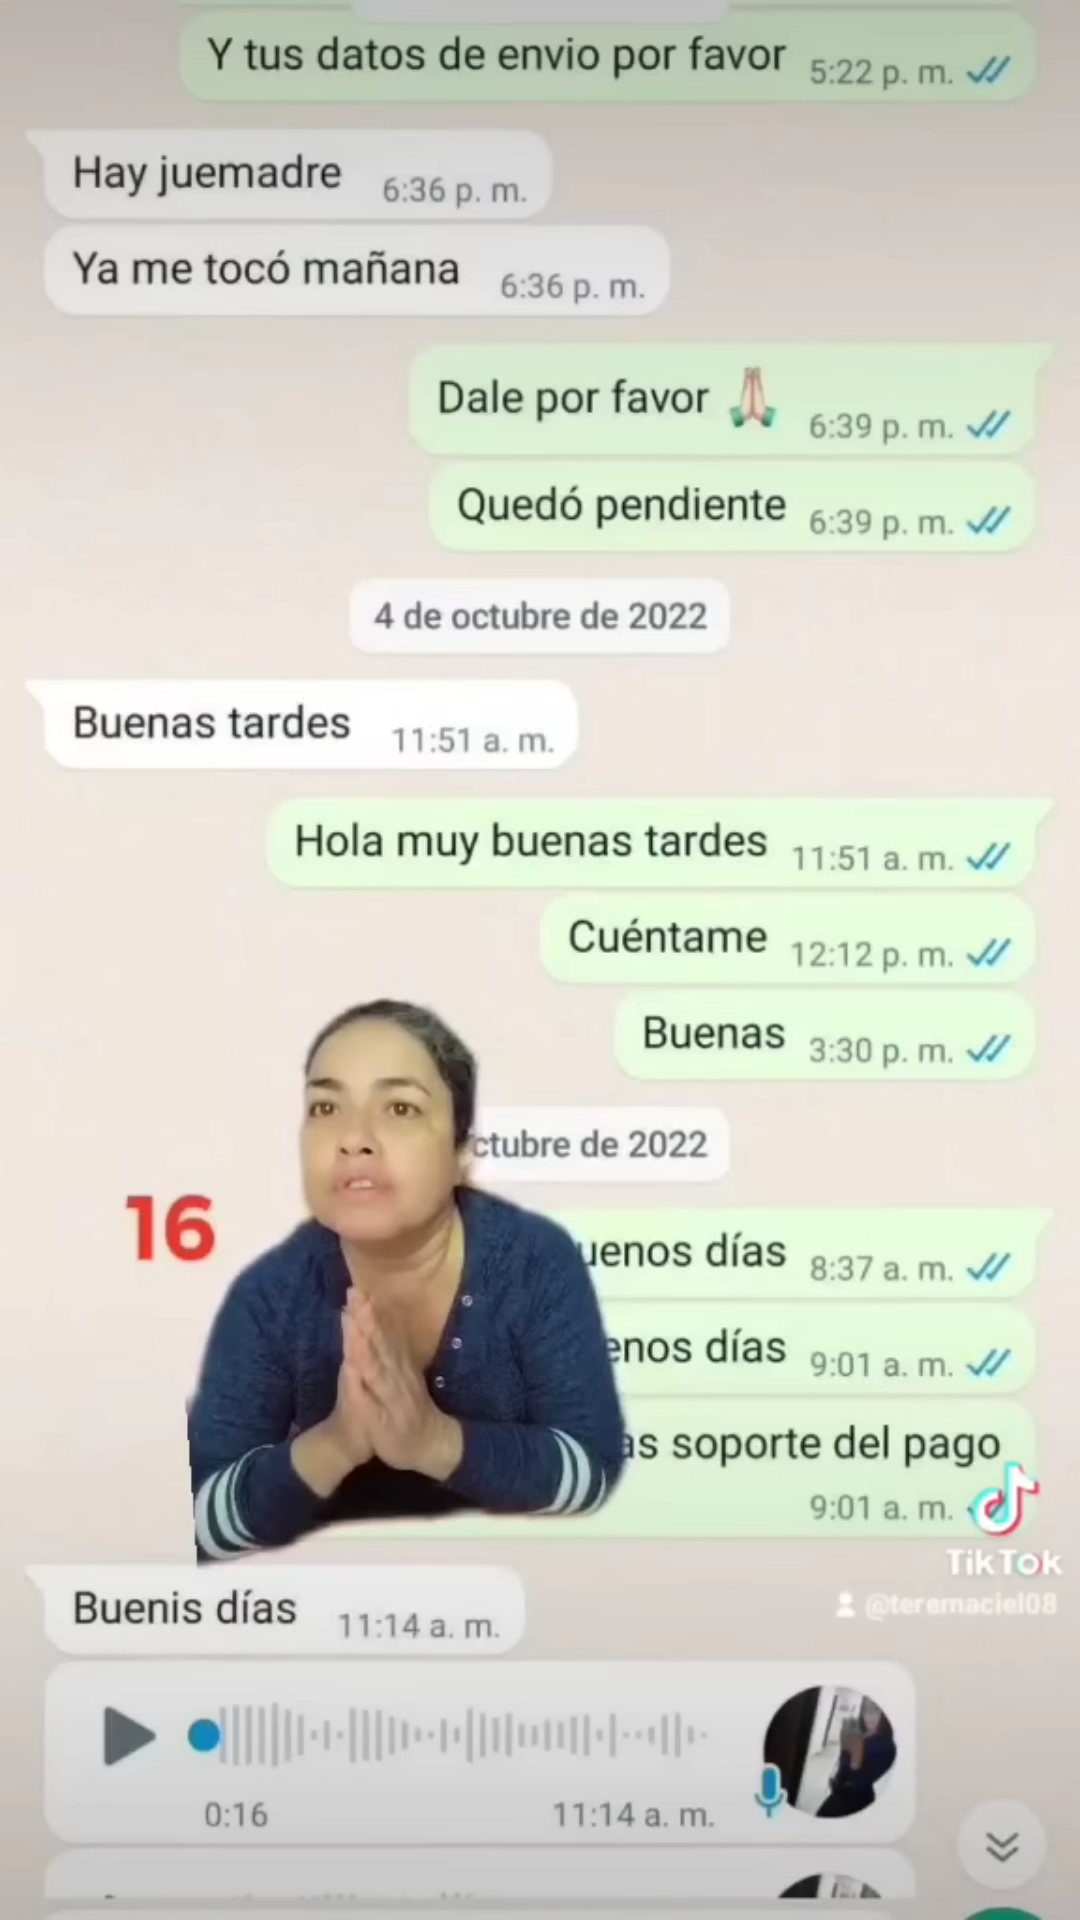 Y tus datos de envio por favor 5:22 p. m.
Hay juemadre 6:36 p. m.
Ya me tocó mañana 6:36 p. m.
Dale por favor 🙏 6:39 p. m.
Quedó pendiente 6:39 p. m.
4 de octubre de 2022
Buenas tardes 11:51 a. m.
Hola muy buenas tardes 11:51 a. m.
Cuéntame 12:12 p. m.
Buenas 3:30 p. m.
ctubre de 2022
16
uenos días 8:37 a. m.
enos días 9:01 a. m.
as soporte del pago
9:01 a. m.
TikTok
@teremaciel08
Buenis días 11:14 a. m.
0:16 11:14 a. m.